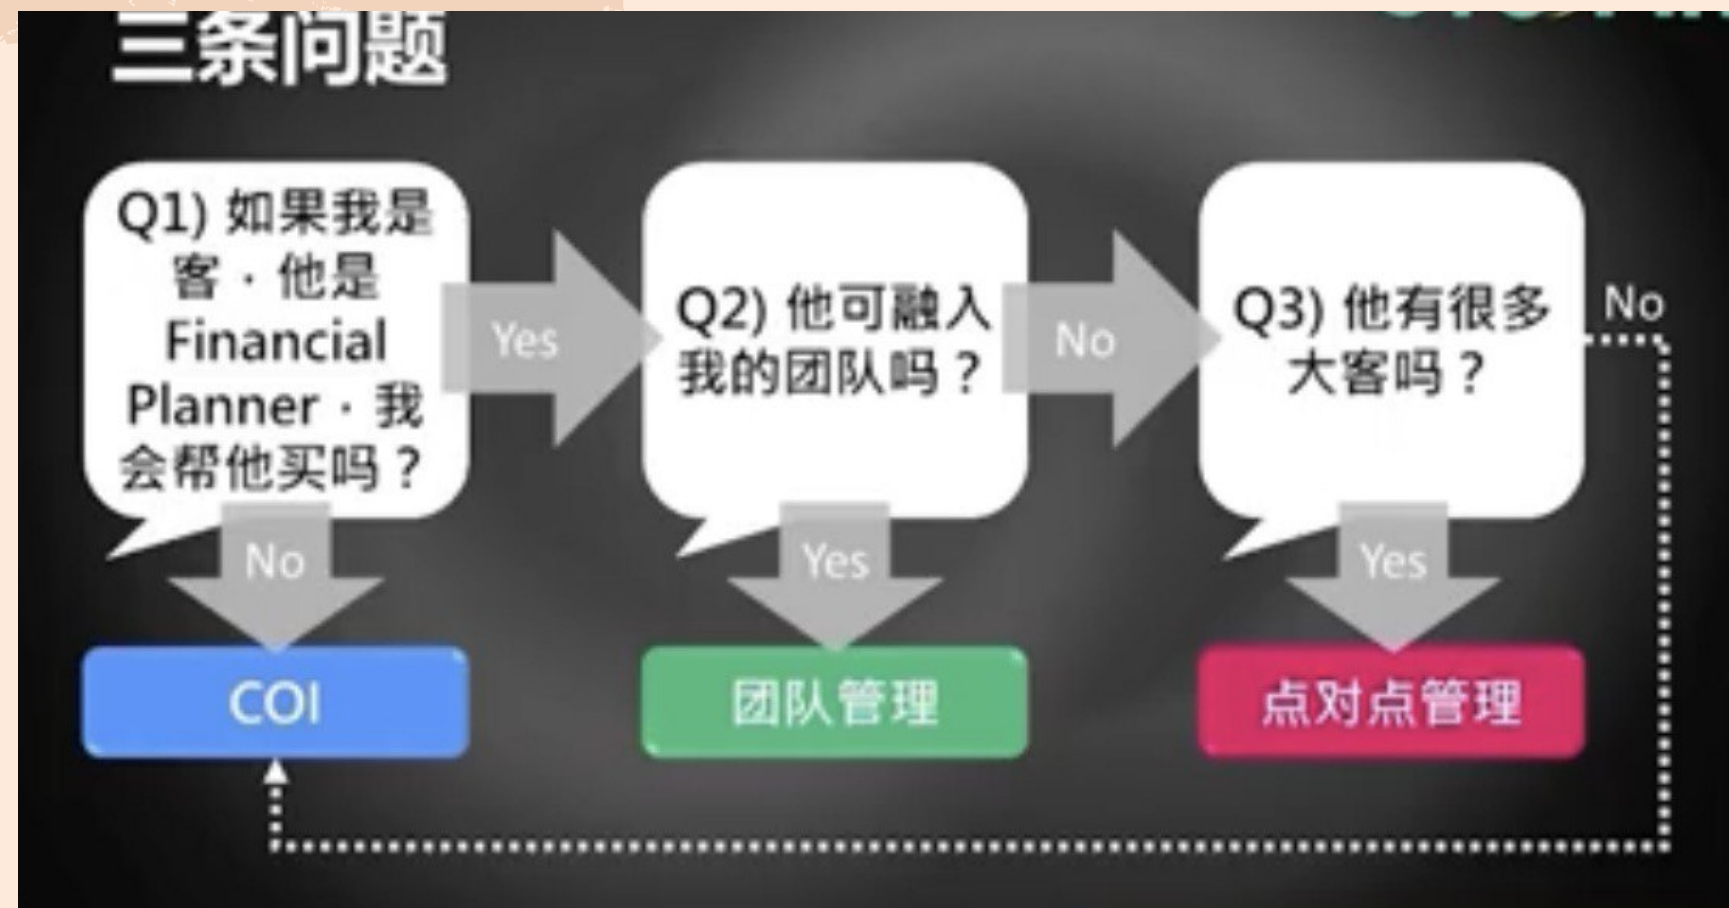 三条问题
Q1) 如果我是
客·他是
Financial
Planner·我
会帮他买吗？
Yes
Q2) 他可融入
我的团队吗？
No
Q3) 他有很多
大客吗？
No
No
Yes
Yes
COI
团队管理
点对点管理